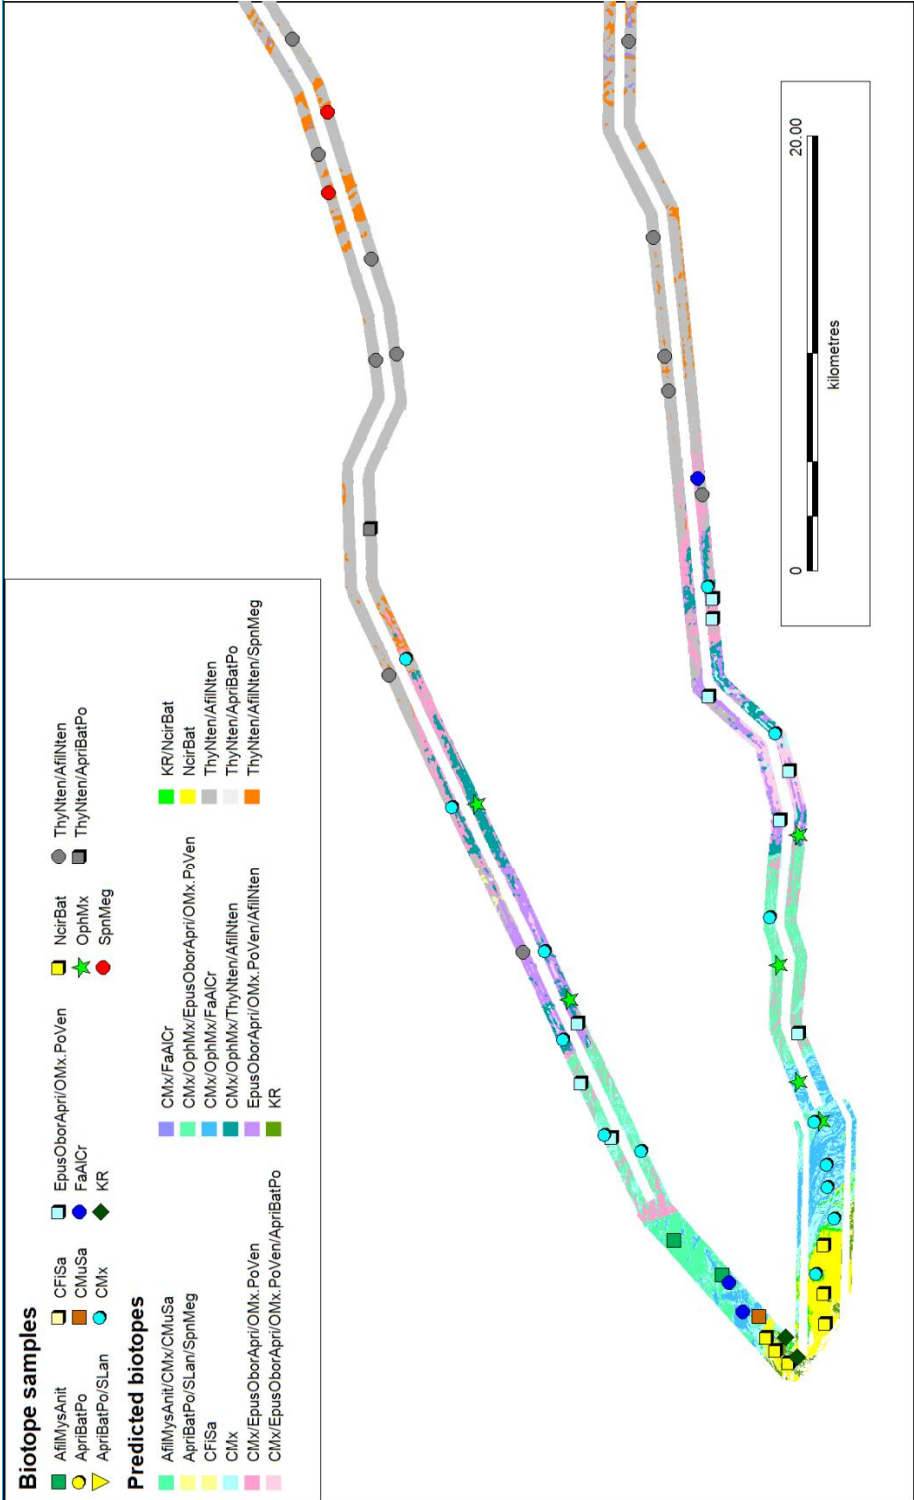 Biotope samples
AfilMysAnit
CFiSa
EpusOborApri/OMx.PoVen
NcirBat
ThyNten/AfilNten
ApriBatPo
CMuSa
FaAlCr
OphMx
ThyNten/ApriBatPo
ApriBatPo/SLan
CMx
KR
SpnMeg
Predicted biotopes
AfilMysAnit/CMx/CMuSa
CMx/FaAlCr
KR/NcirBat
ApriBatPo/SLan/SpnMeg
CMx/OphMx/EpusOborApri/OMx.PoVen
NcirBat
CFiSa
CMx/OphMx/FaAlCr
ThyNten/AfilNten
CMx
CMx/OphMx/ThyNten/AfilNten
ThyNten/ApriBatPo
CMx/EpusOborApri/OMx.PoVen
EpusOborApri/OMx.PoVen/AfilNten
ThyNten/AfilNten/SpnMeg
CMx/EpusOborApri/OMx.PoVen/ApriBatPo
KR
0
20.00
kilometres